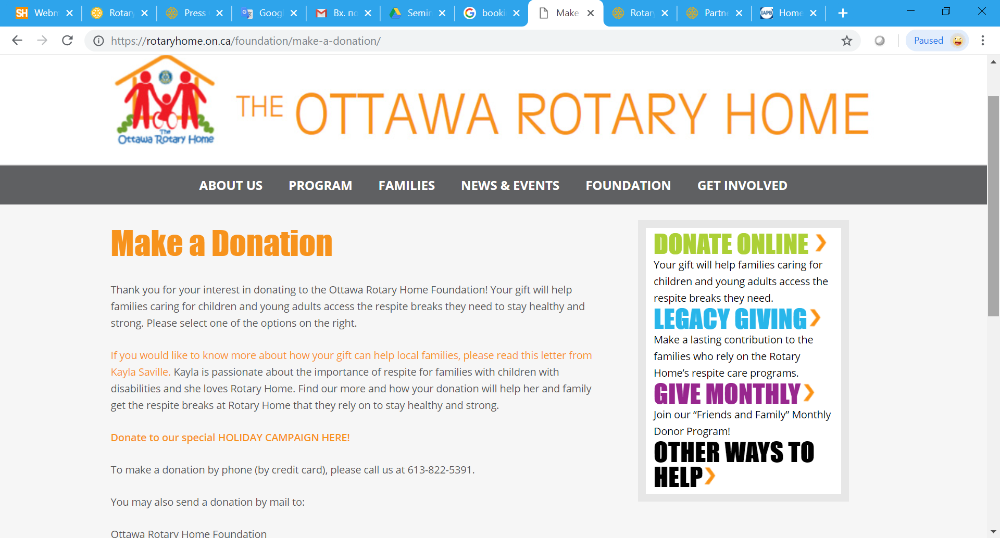 SH Webm
Rotary
Press
Goog
Bx. no
Semin
booki
Make
Rotar
Partn
IAPB Home
https://rotaryhome.on.ca/foundation/make-a-donation/
Paused
The
Ottawa Rotary Home
THE OTTAWA ROTARY HOME
ABOUT US PROGRAM FAMILIES NEWS & EVENTS FOUNDATION GET INVOLVED
Make a Donation
Thank you for your interest in donating to the Ottawa Rotary Home Foundation! Your gift will help
families caring for children and young adults access the respite breaks they need to stay healthy and
strong. Please select one of the options on the right.
If you would like to know more about how your gift can help local families, please read this letter from
Kayla Saville. Kayla is passionate about the importance of respite for families with children with
disabilities and she loves Rotary Home. Find our more and how your donation will help her and family
get the respite breaks at Rotary Home that they rely on to stay healthy and strong.
Donate to our special HOLIDAY CAMPAIGN HERE!
To make a donation by phone (by credit card), please call us at 613-822-5391.
You may also send a donation by mail to:
Ottawa Rotary Home Foundation
DONATE ONLINE
Your gift will help families caring for
children and young adults access the
respite breaks they need.
LEGACY GIVING
Make a lasting contribution to the
families who rely on the Rotary
Home's respite care programs.
GIVE MONTHLY
Join our “Friends and Family” Monthly
Donor Program!
OTHER WAYS TO
HELP